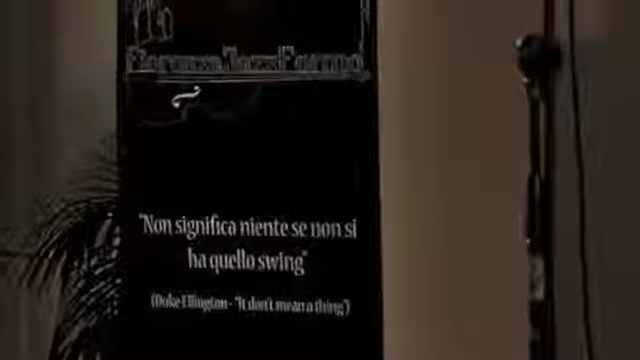 "Non significa niente se non si
ha quello swing"
(Duke Ellington - "It don't mean a thing")